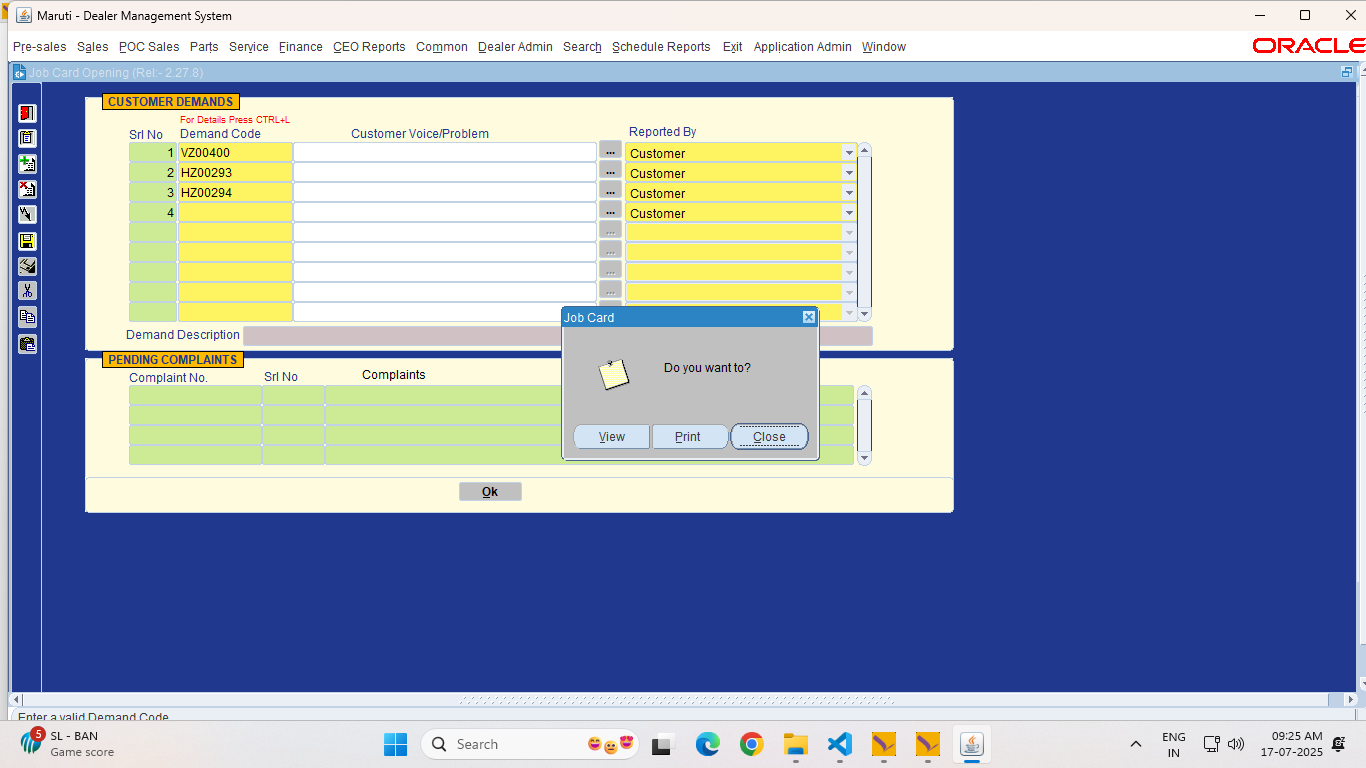 Maruti - Dealer Management System
Pre-sales Sales POC Sales Parts Service Finance CEO Reports Common Dealer Admin Search Schedule Reports Exit Application Admin Window
ORACLE
Job Card Opening (Rel:- 2.27.8)
CUSTOMER DEMANDS
For Details Press CTRL+L
Srl No Demand Code Customer Voice/Problem Reported By
1 VZ00400 ... Customer
2 HZ00293 ... Customer
3 HZ00294 ... Customer
4 ... Customer
...
...
...
...
Demand Description
Job Card
Do you want to?
View Print Close
PENDING COMPLAINTS
Complaint No. Srl No Complaints
Ok
Enter a valid Demand Code
5
SL - BAN
Game score
Search
ENG
IN
09:25 AM
17-07-2025